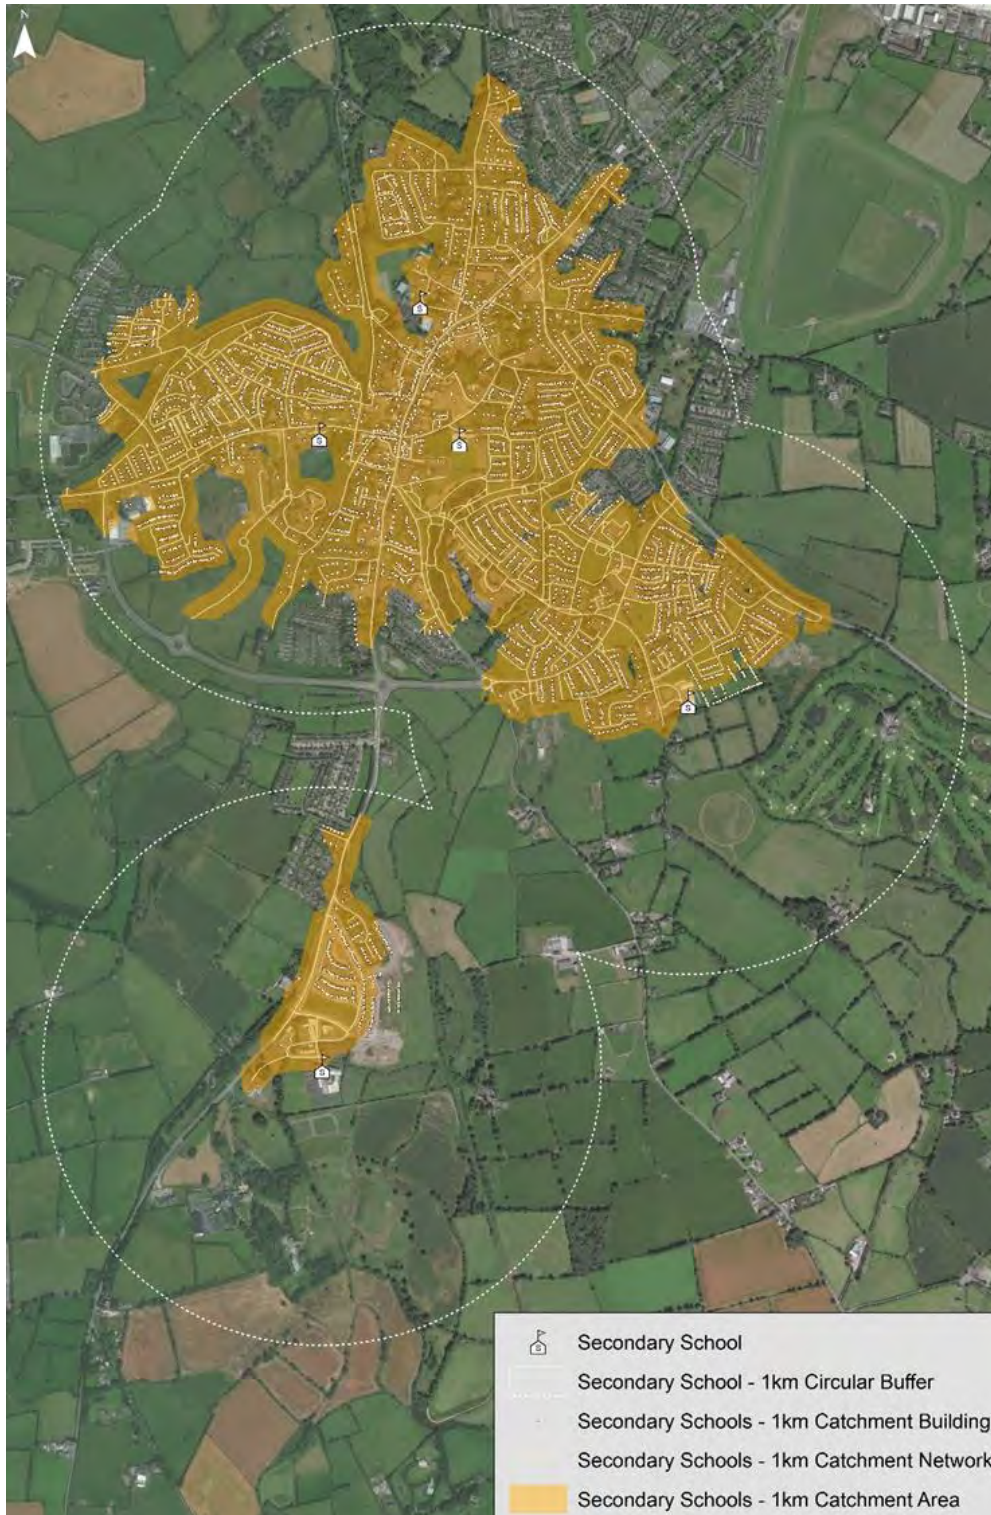 N
S
S
S
S
S
S Secondary School
Secondary School - 1km Circular Buffer
Secondary Schools - 1km Catchment Building
Secondary Schools - 1km Catchment Network
Secondary Schools - 1km Catchment Area